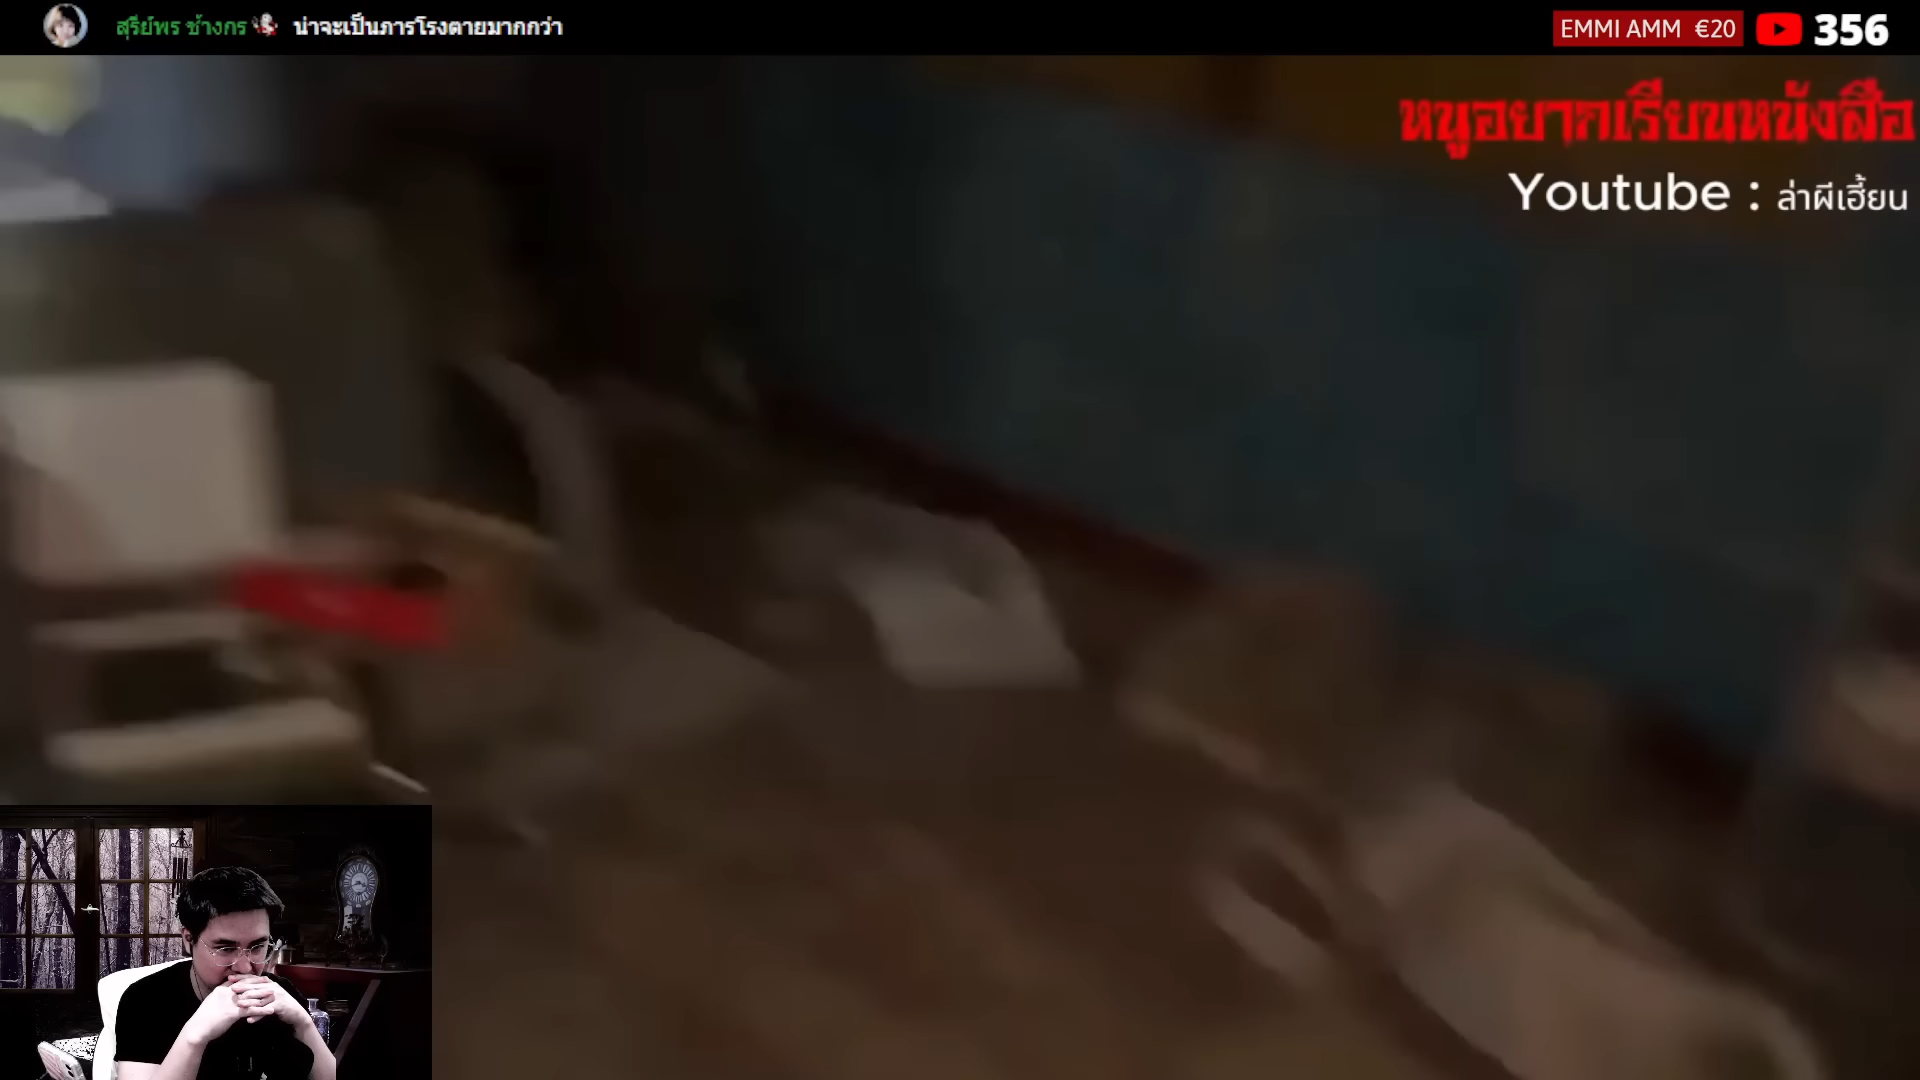 สุรีย์พร ช้างกร น่าจะเป็นภารโรงตายมากกว่า
EMMI AMM €20
356
หนูอยากเรียนหนังสือ
Youtube : ล่าผีเฮี้ยน